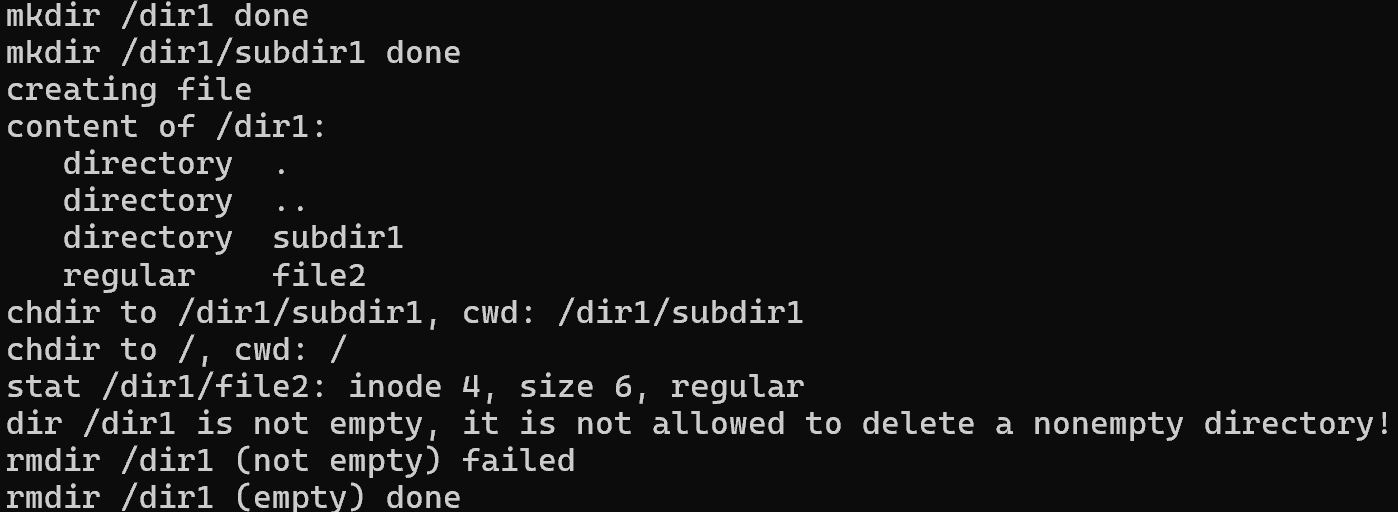 mkdir /dir1 done
mkdir /dir1/subdir1 done
creating file
content of /dir1:
   directory  .
   directory  ..
   directory  subdir1
   regular    file2
chdir to /dir1/subdir1, cwd: /dir1/subdir1
chdir to /, cwd: /
stat /dir1/file2: inode 4, size 6, regular
dir /dir1 is not empty, it is not allowed to delete a nonempty directory!
rmdir /dir1 (not empty) failed
rmdir /dir1 (empty) done